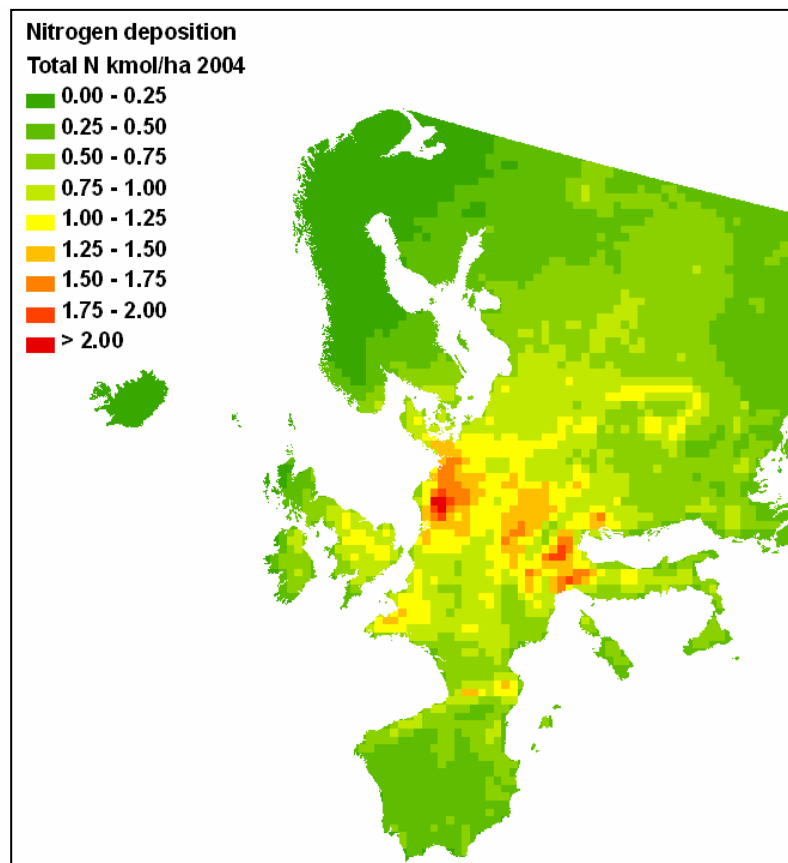 Nitrogen deposition
Total N kmol/ha 2004
0.00 - 0.25
0.25 - 0.50
0.50 - 0.75
0.75 - 1.00
1.00 - 1.25
1.25 - 1.50
1.50 - 1.75
1.75 - 2.00
> 2.00